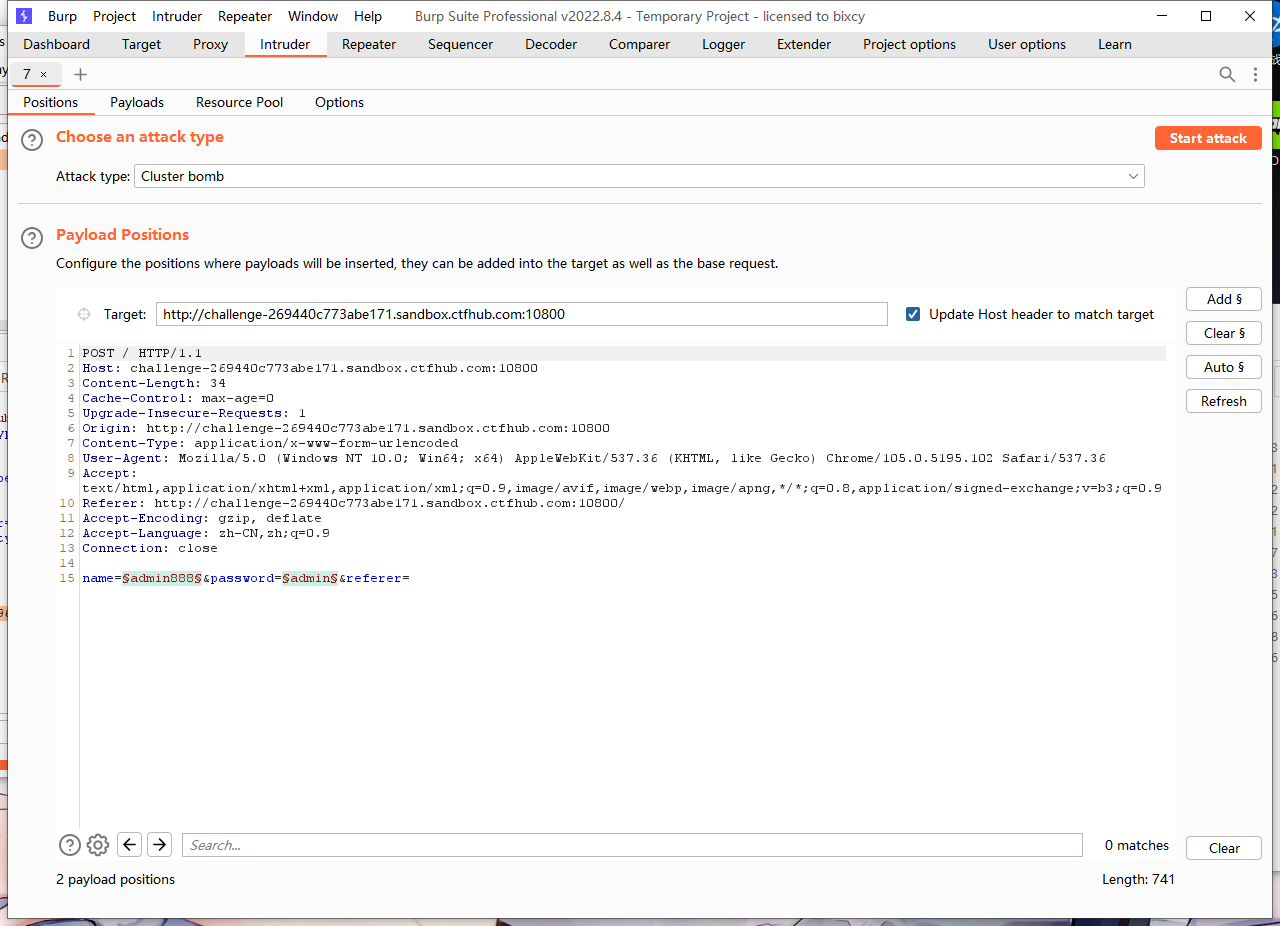 Burp Project Intruder Repeater Window Help Burp Suite Professional v2022.8.4 - Temporary Project - licensed to bixcy
Dashboard Target Proxy Intruder Repeater Sequencer Decoder Comparer Logger Extender Project options User options Learn
7 ×
Positions Payloads Resource Pool Options
Choose an attack type
Start attack
Attack type: Cluster bomb
Payload Positions
Configure the positions where payloads will be inserted, they can be added into the target as well as the base request.
Target: http://challenge-269440c773abe171.sandbox.ctfhub.com:10800
Update Host header to match target
Add §
Clear §
Auto §
Refresh
1 POST / HTTP/1.1
2 Host: challenge-269440c773abe171.sandbox.ctfhub.com:10800
3 Content-Length: 34
4 Cache-Control: max-age=0
5 Upgrade-Insecure-Requests: 1
6 Origin: http://challenge-269440c773abe171.sandbox.ctfhub.com:10800
7 Content-Type: application/x-www-form-urlencoded
8 User-Agent: Mozilla/5.0 (Windows NT 10.0; Win64; x64) AppleWebKit/537.36 (KHTML, like Gecko) Chrome/105.0.5195.102 Safari/537.36
9 Accept:
text/html,application/xhtml+xml,application/xml;q=0.9,image/avif,image/webp,image/apng,*/*;q=0.8,application/signed-exchange;v=b3;q=0.9
10 Referer: http://challenge-269440c773abe171.sandbox.ctfhub.com:10800/
11 Accept-Encoding: gzip, deflate
12 Accept-Language: zh-CN,zh;q=0.9
13 Connection: close
14
15 name=§admin888§&password=§admin§&referer=
Search...
0 matches
Clear
2 payload positions
Length: 741